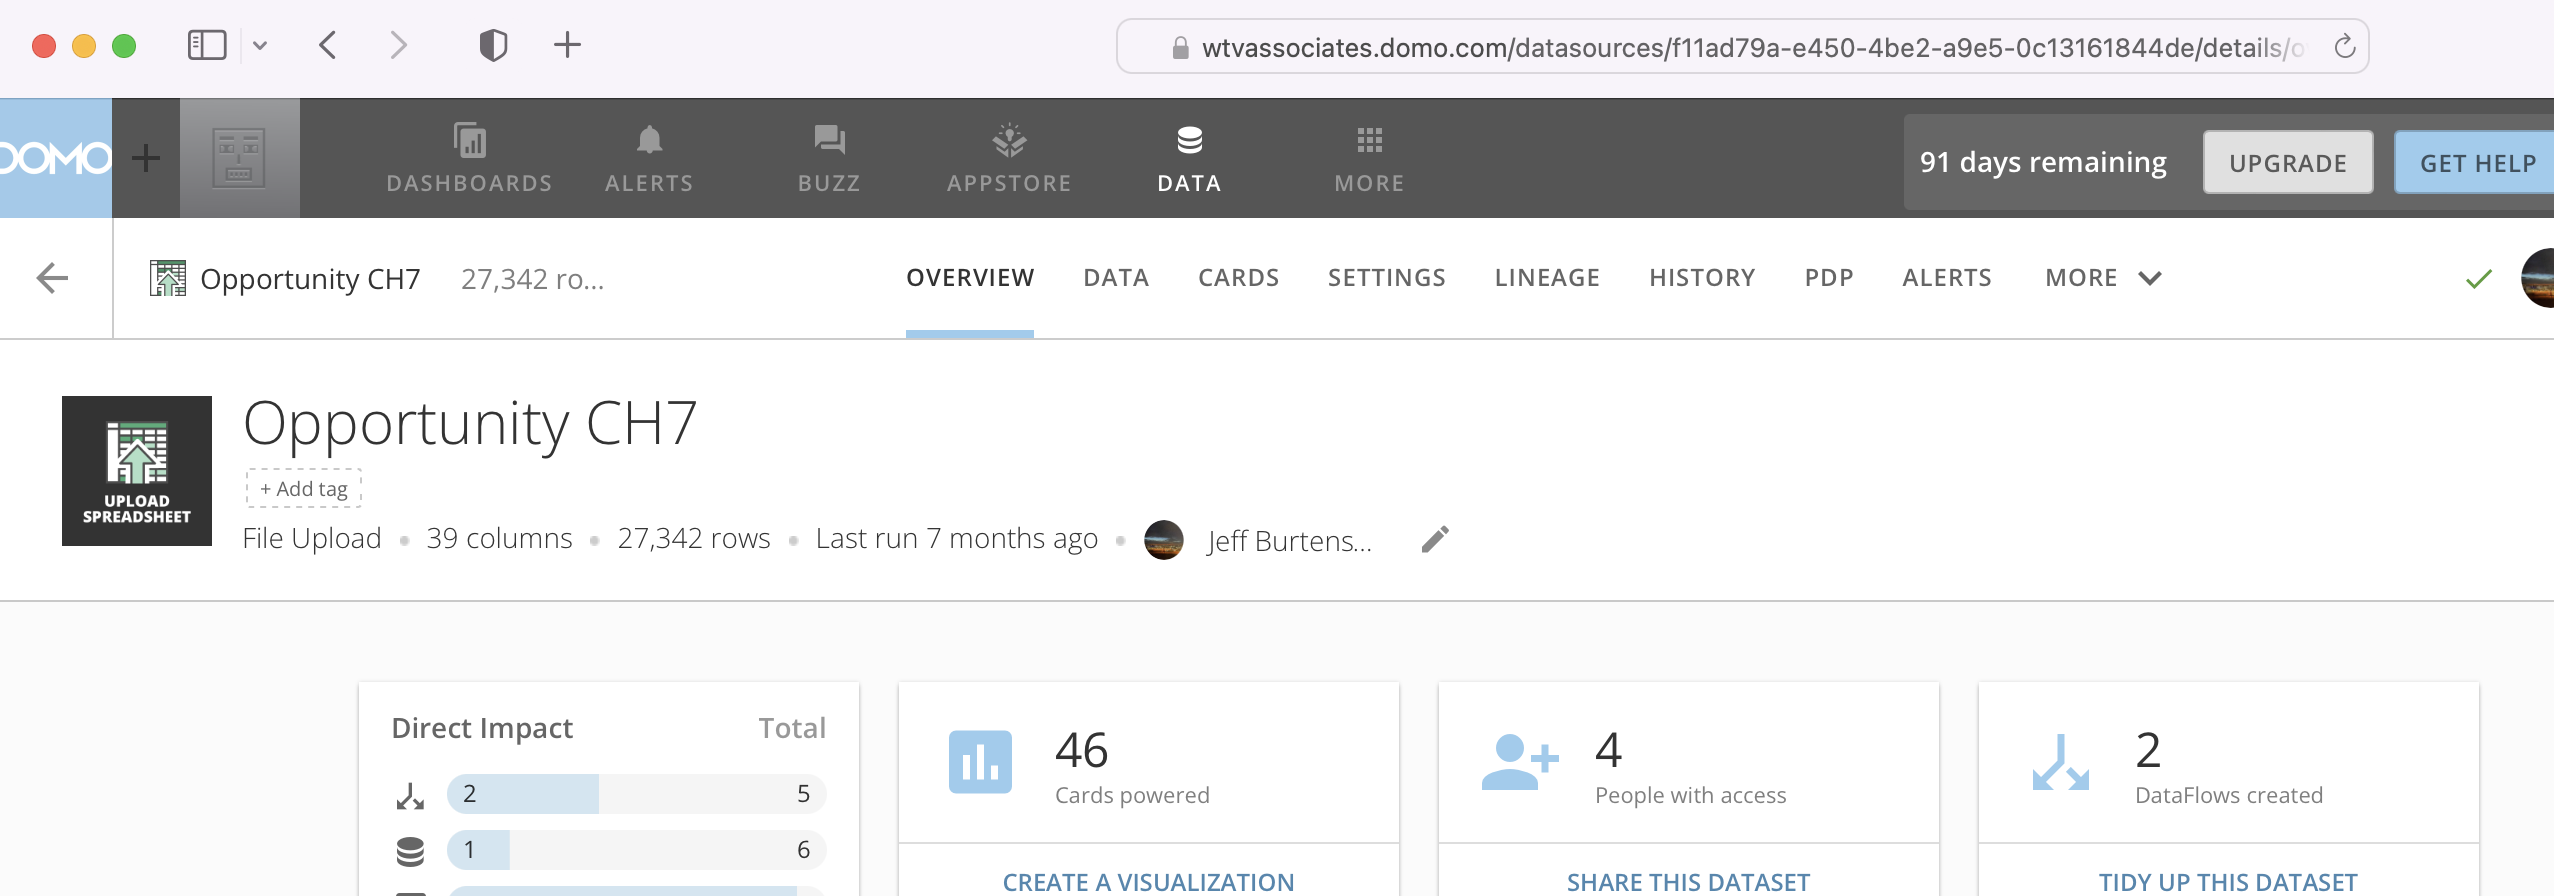 wtvassociates.domo.com/datasources/f11ad79a-e450-4be2-a9e5-0c13161844de/details/o
DOMO
DASHBOARDS ALERTS BUZZ APPSTORE DATA MORE
91 days remaining UPGRADE GET HELP
Opportunity CH7 27,342 ro...
OVERVIEW DATA CARDS SETTINGS LINEAGE HISTORY PDP ALERTS MORE
UPLOAD
SPREADSHEET
Opportunity CH7
+ Add tag
File Upload • 39 columns • 27,342 rows • Last run 7 months ago • Jeff Burtens...
Direct Impact Total
2 5
1 6
46
Cards powered
CREATE A VISUALIZATION
4
People with access
SHARE THIS DATASET
2
DataFlows created
TIDY UP THIS DATASET